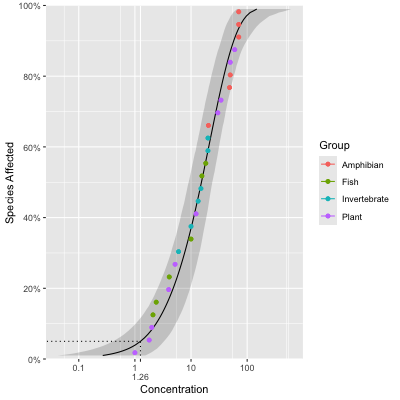 100%
80%
60%
40%
20%
0%
Species Affected
0.1 1 10 100
1.26
Concentration
Group
Amphibian
Fish
Invertebrate
Plant